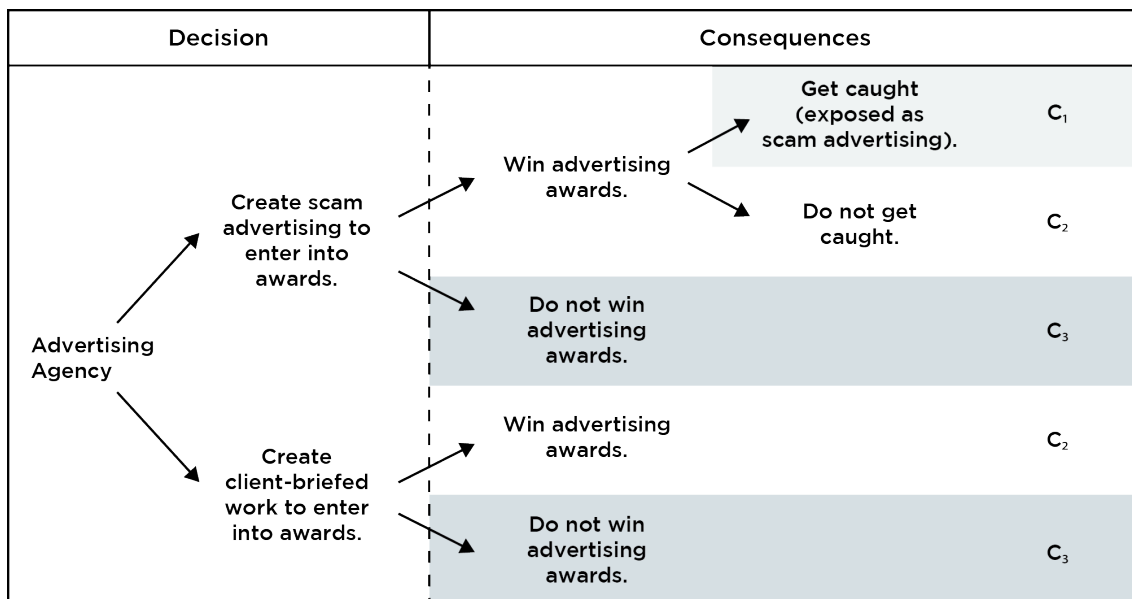 Decision
Consequences
Get caught
(exposed as
scam advertising).
C₁
Win advertising
awards.
Create scam
advertising to
enter into
awards.
Do not get
caught.
C₂
Do not win
advertising
awards.
C₃
Advertising
Agency
Win advertising
awards.
C₂
Create
client-briefed
work to enter
into awards.
Do not win
advertising
awards.
C₃